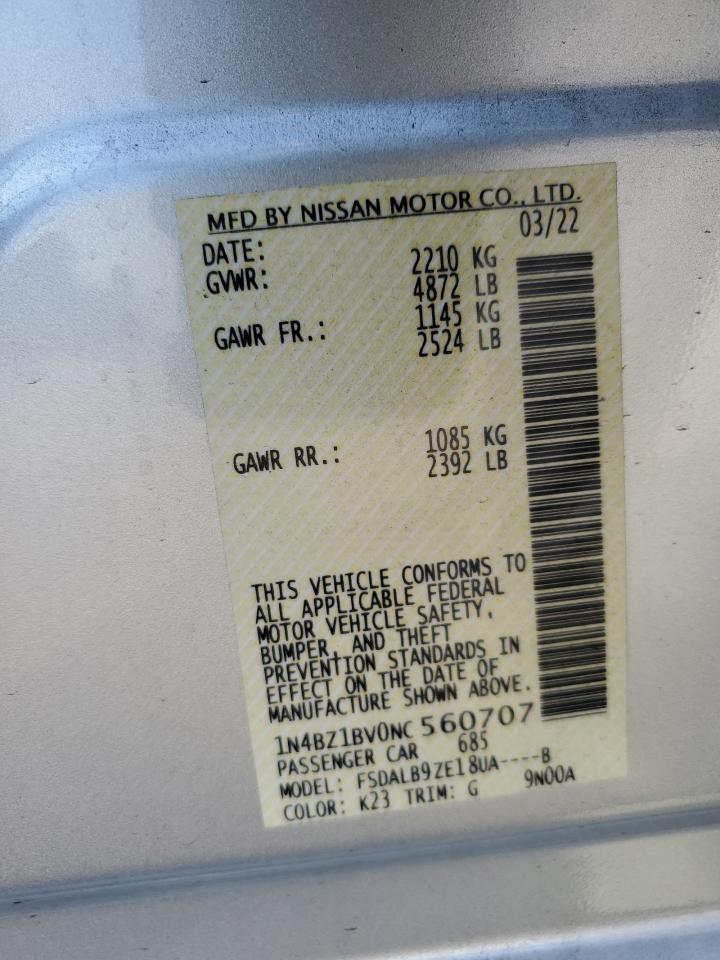 MFD BY NISSAN MOTOR CO., LTD.
DATE: 03/22
GVWR: 2210 KG
4872 LB
GAWR FR.: 1145 KG
2524 LB
GAWR RR.: 1085 KG
2392 LB
THIS VEHICLE CONFORMS TO
ALL APPLICABLE FEDERAL
MOTOR VEHICLE SAFETY,
BUMPER, AND THEFT
PREVENTION STANDARDS IN
EFFECT ON THE DATE OF
MANUFACTURE SHOWN ABOVE.
1N4BZ1BV0NC 560707
PASSENGER CAR 685
MODEL: FSDALB9ZE18UA----B
COLOR: K23 TRIM: G 9N00A